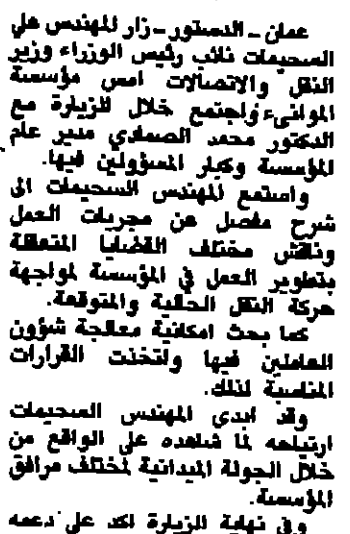 عمان ـ الدستور ـ زار المهندس علي
السحيمات نائب رئيس الوزراء وزير
النقل والاتصالات امس مؤسسة
الموانىء واجتمع خلال الزيارة مع
الدكتور محمد الصمادي مدير عام
المؤسسة وكبار المسؤولين فيها.
واستمع المهندس السحيمات الى
شرح مفصل عن مجريات العمل
وناقش مختلف القضايا المتعلقة
بتطوير العمل في المؤسسة لمواجهة
حركة النقل الحالية والمتوقعة.
كما بحث امكانية معالجة شؤون
العاملين فيها واتخذت القرارات
المناسبة لذلك.
وقد ابدى المهندس السحيمات
ارتياحه لما شاهده على الواقع من
خلال الجولة الميدانية لمختلف مرافق
المؤسسة.
وفي نهاية الزيارة اكد على دعمه